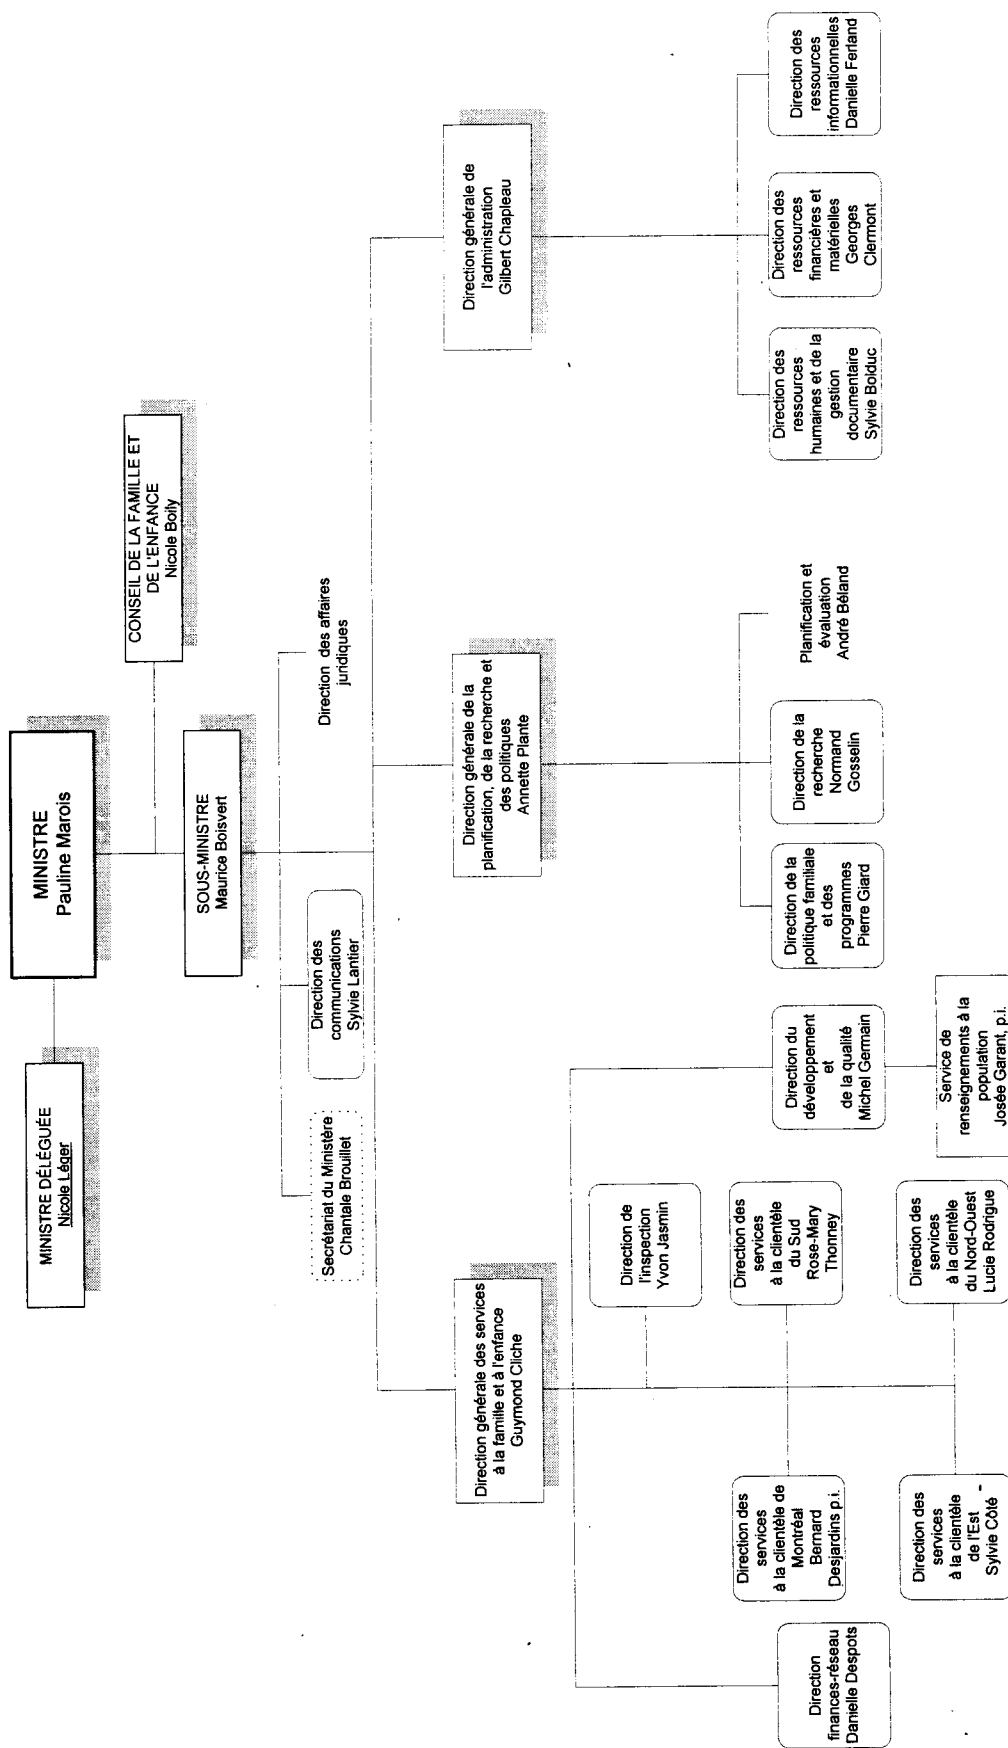 MINISTRE
Pauline Marois
MINISTRE DÉLÉGUÉE
Nicole Léger
CONSEIL DE LA FAMILLE ET
DE L'ENFANCE
Nicole Boily
SOUS-MINISTRE
Maurice Boisvert
Secrétariat du Ministère
Chantale Brouillet
Direction des
communications
Sylvie Lantier
Direction des affaires
juridiques
Direction générale des services
à la famille et à l'enfance
Guymond Cliche
Direction générale de la
planification, de la recherche et
des politiques
Annette Plante
Direction générale de
l'administration
Gilbert Chapleau
Direction de
l'inspection
Yvon Jasmin
Direction
finances-réseau
Danielle Despots
Direction des
services
à la clientèle de
Montréal
Bernard
Desjardins p.i.
Direction des
services
à la clientèle
du Sud
Rose-Mary
Thonney
Direction du
développement
et
de la qualité
Michel Germain
Direction de la
politique familiale
et des
programmes
Pierre Giard
Direction de la
recherche
Normand
Gosselin
Planification et
évaluation
André Béland
Direction des
ressources
humaines et de la
gestion
documentaire
Sylvie Bolduc
Direction des
ressources
financières et
matérielles
Georges
Clermont
Direction des
ressources
informationnelles
Danielle Ferland
Direction des
services
à la clientèle
de l'Est
Sylvie Côté
Direction des
services
à la clientèle
du Nord-Ouest
Lucie Rodrigue
Service de
renseignements à la
population
Josée Garant, p.i.